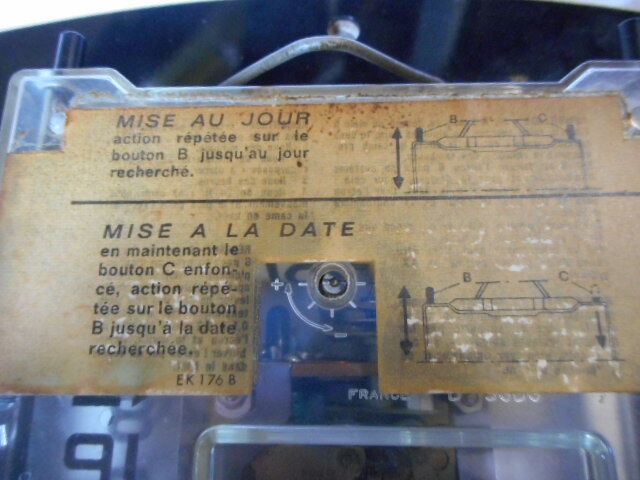 MISE AU JOUR
action répétée sur le
bouton B jusqu'au jour
recherché.
B C
MISE A LA DATE
en maintenant le
bouton C enfon-
cé, action répé-
tée sur le bouton
B jusqu'à la date
recherchée.
EK 176 B
B C
+
-
FRANCE
16